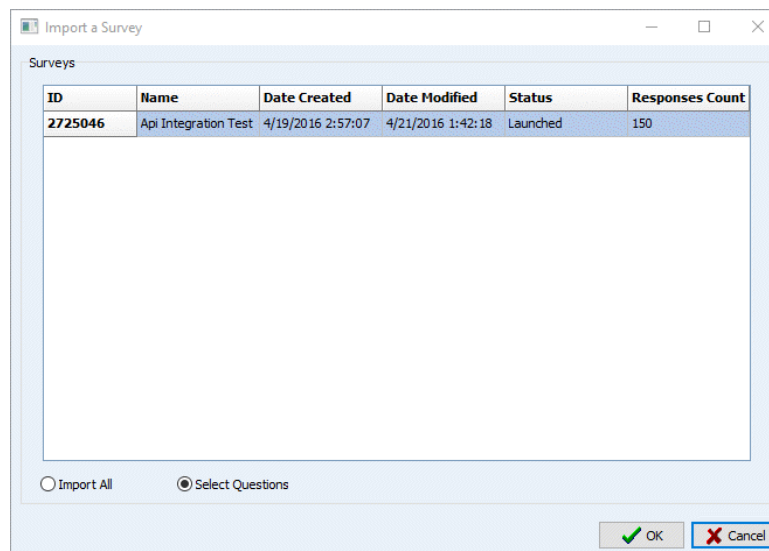 Import a Survey
Surveys
ID Name Date Created Date Modified Status Responses Count
2725046 Api Integration Test 4/19/2016 2:57:07 4/21/2016 1:42:18 Launched 150
Import All Select Questions
OK Cancel